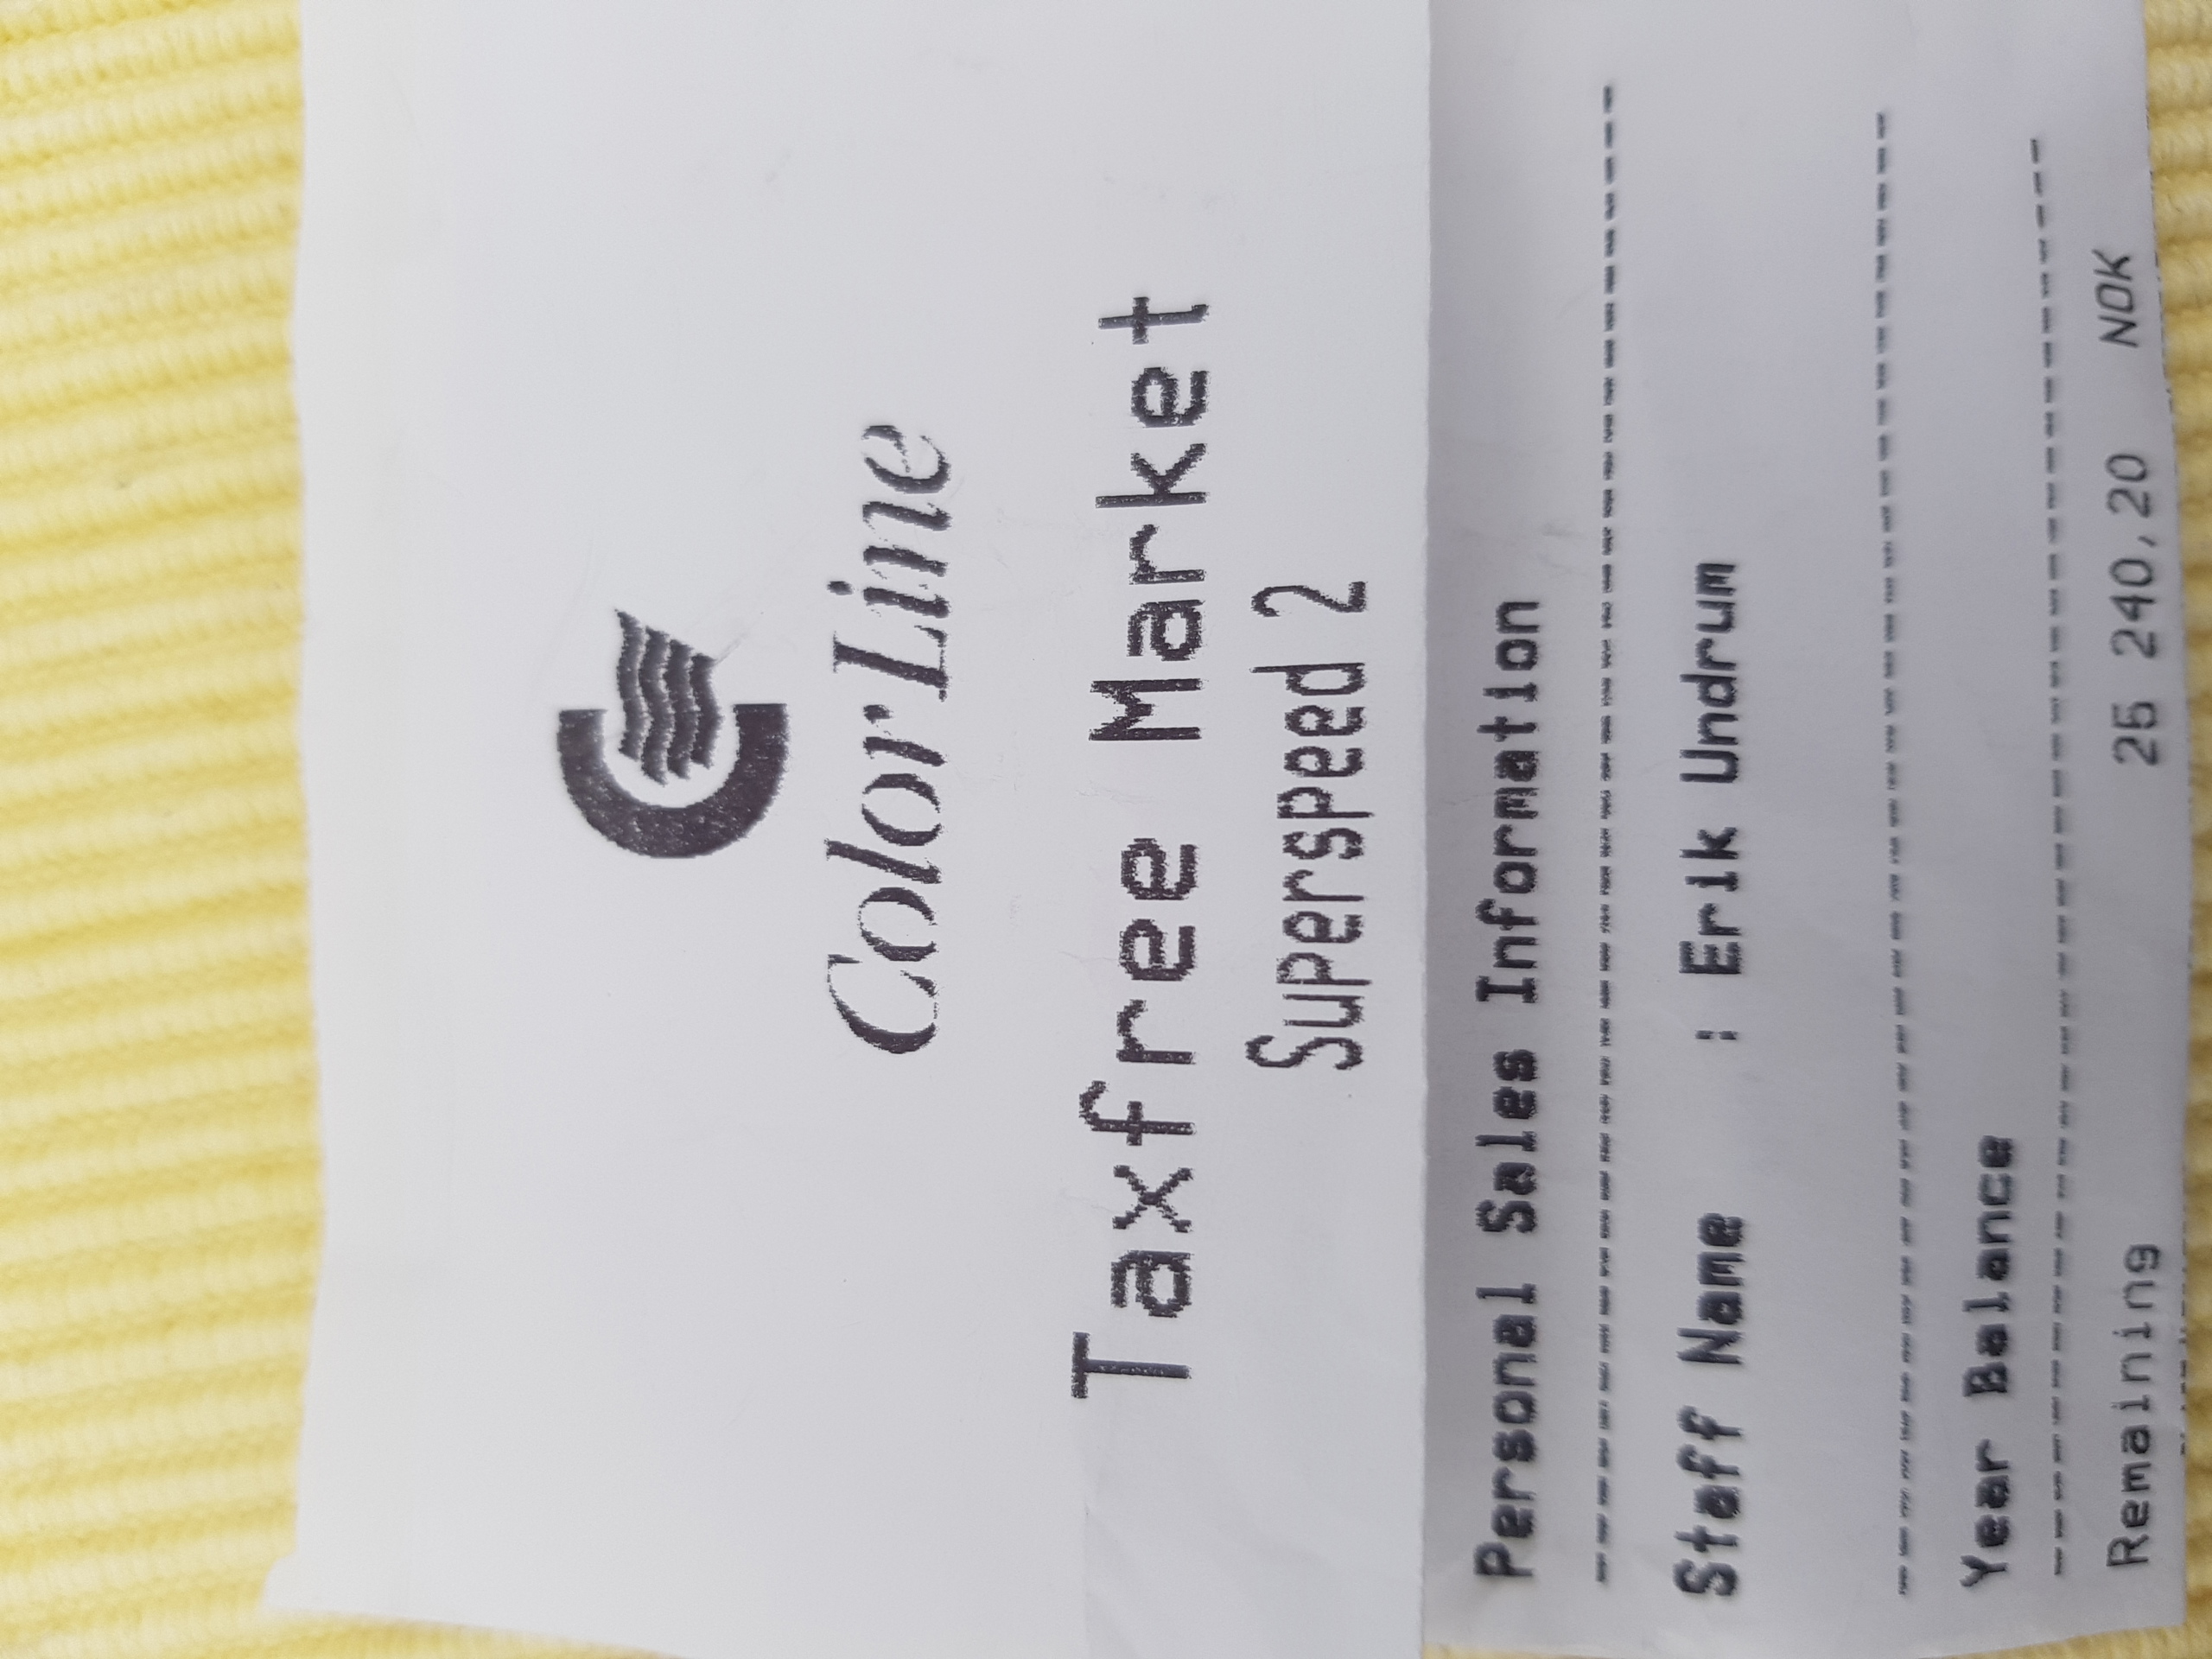 Color Line
Taxfree Market
Superspeed 2
Personal Sales Information
Staff Name : Erik Undrum
Year Balance
Remaining 25 240,20 NOK